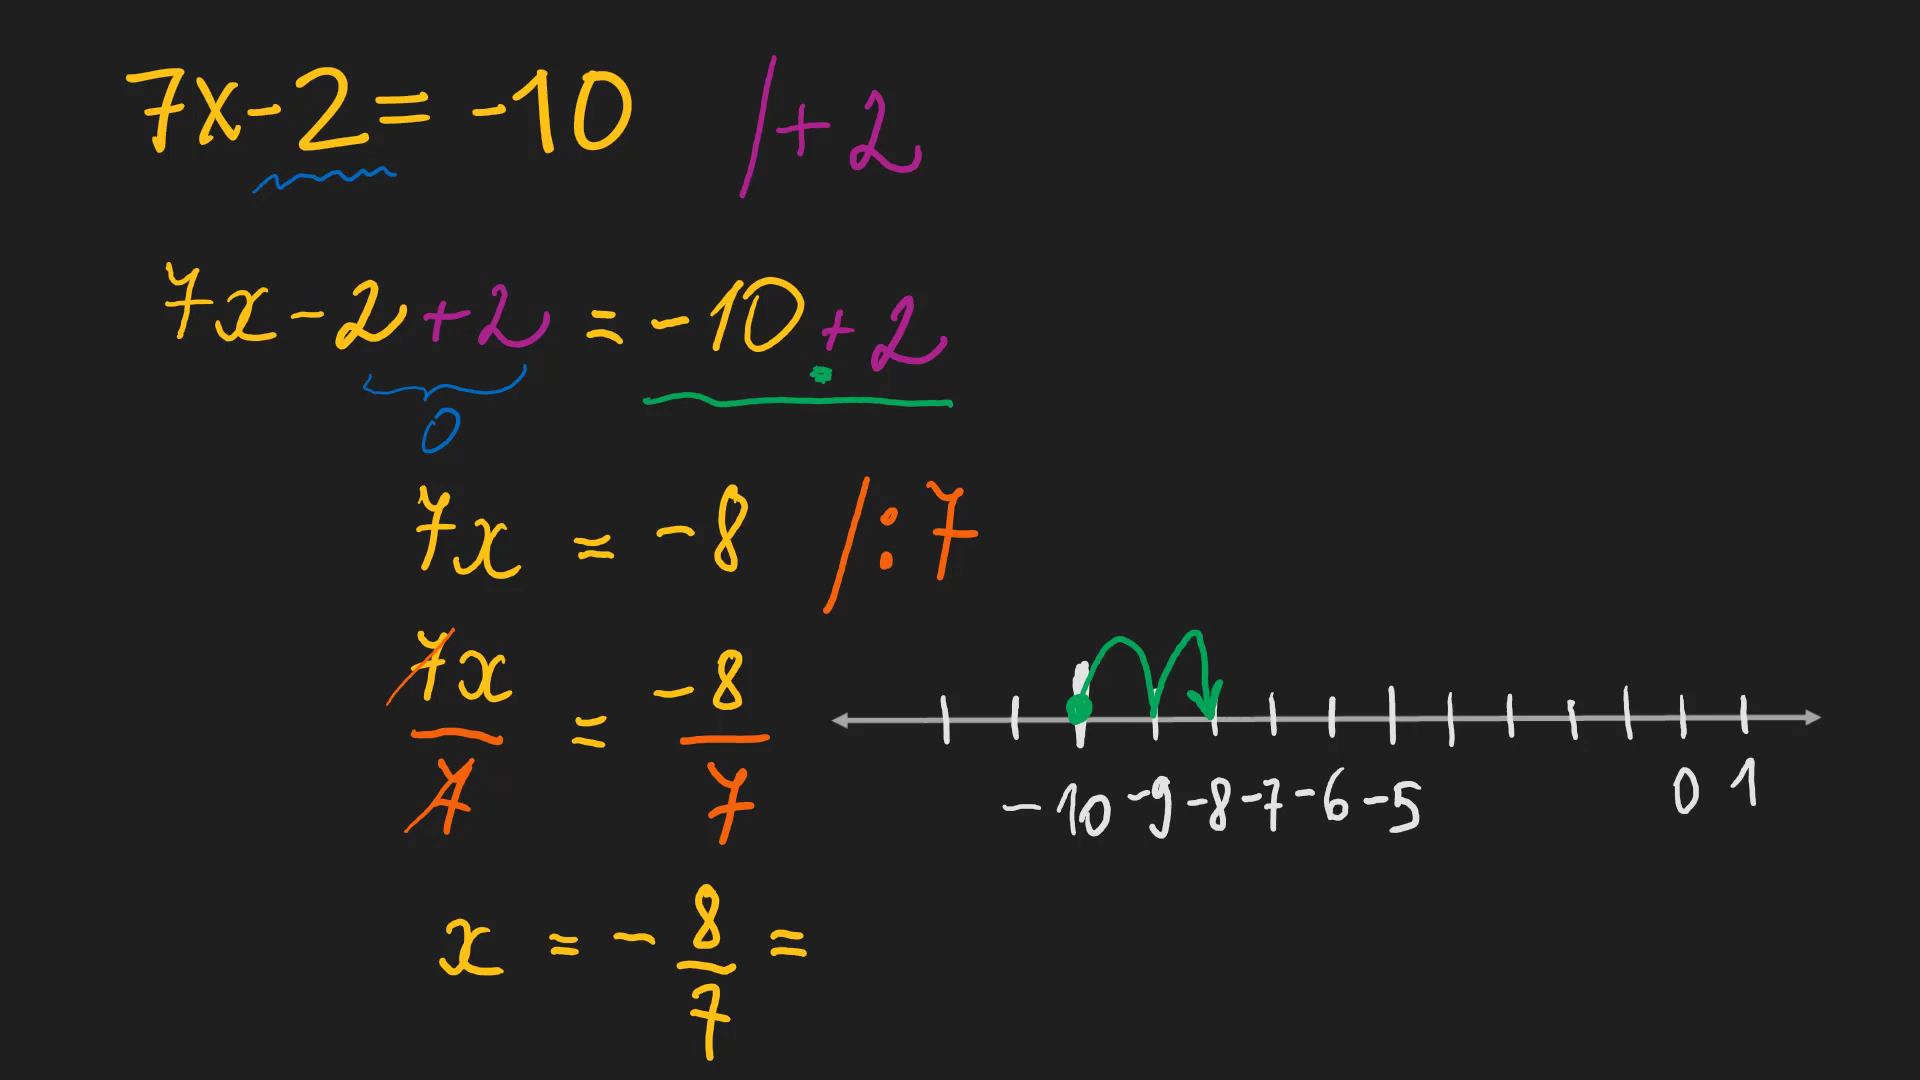 7x-2 = -10 /+2
7x-2+2 = -10+2
0
7x = -8 /:7
7x/7 = -8/7
-10 -9 -8 -7 -6 -5 0 1
x = -8/7 =